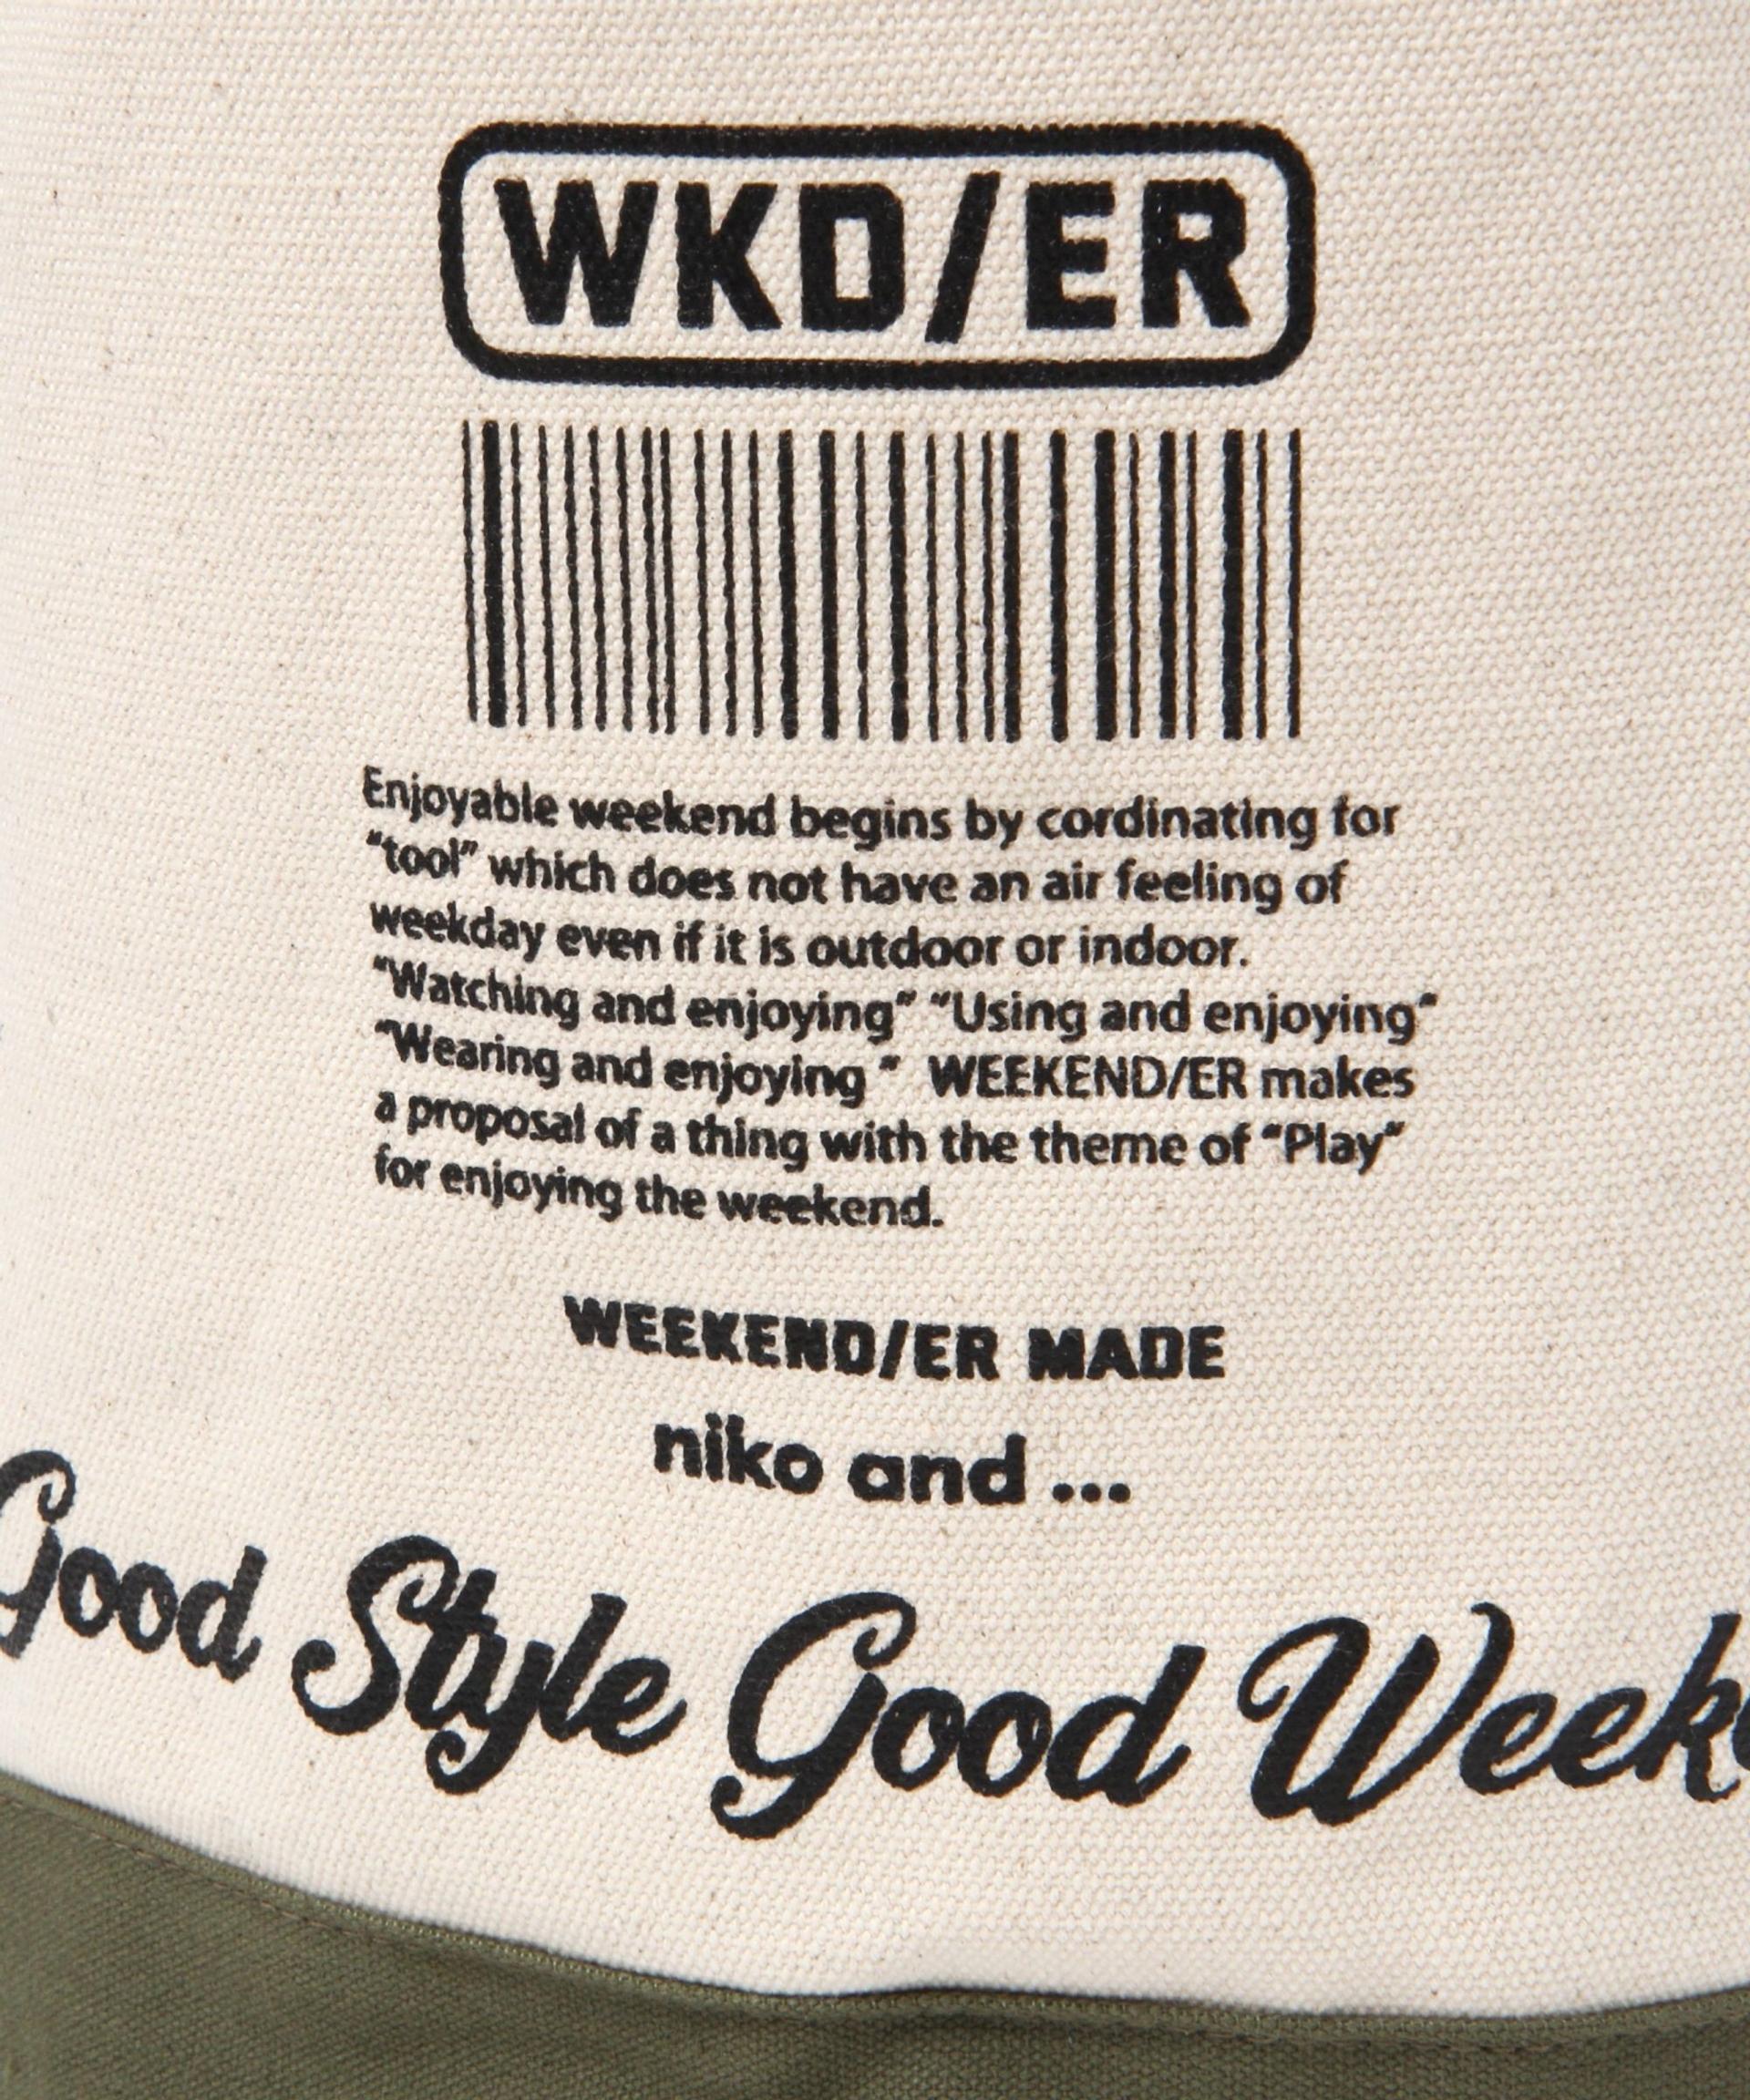 WKD/ER
Enjoyable weekend begins by cordinating for
“tool” which does not have an air feeling of
weekday even if it is outdoor or indoor.
“Watching and enjoying” “Using and enjoying”
“Wearing and enjoying ” WEEKEND/ER makes
a proposal of a thing with the theme of “Play”
for enjoying the weekend.
WEEKEND/ER MADE
niko and ...
Good Style Good